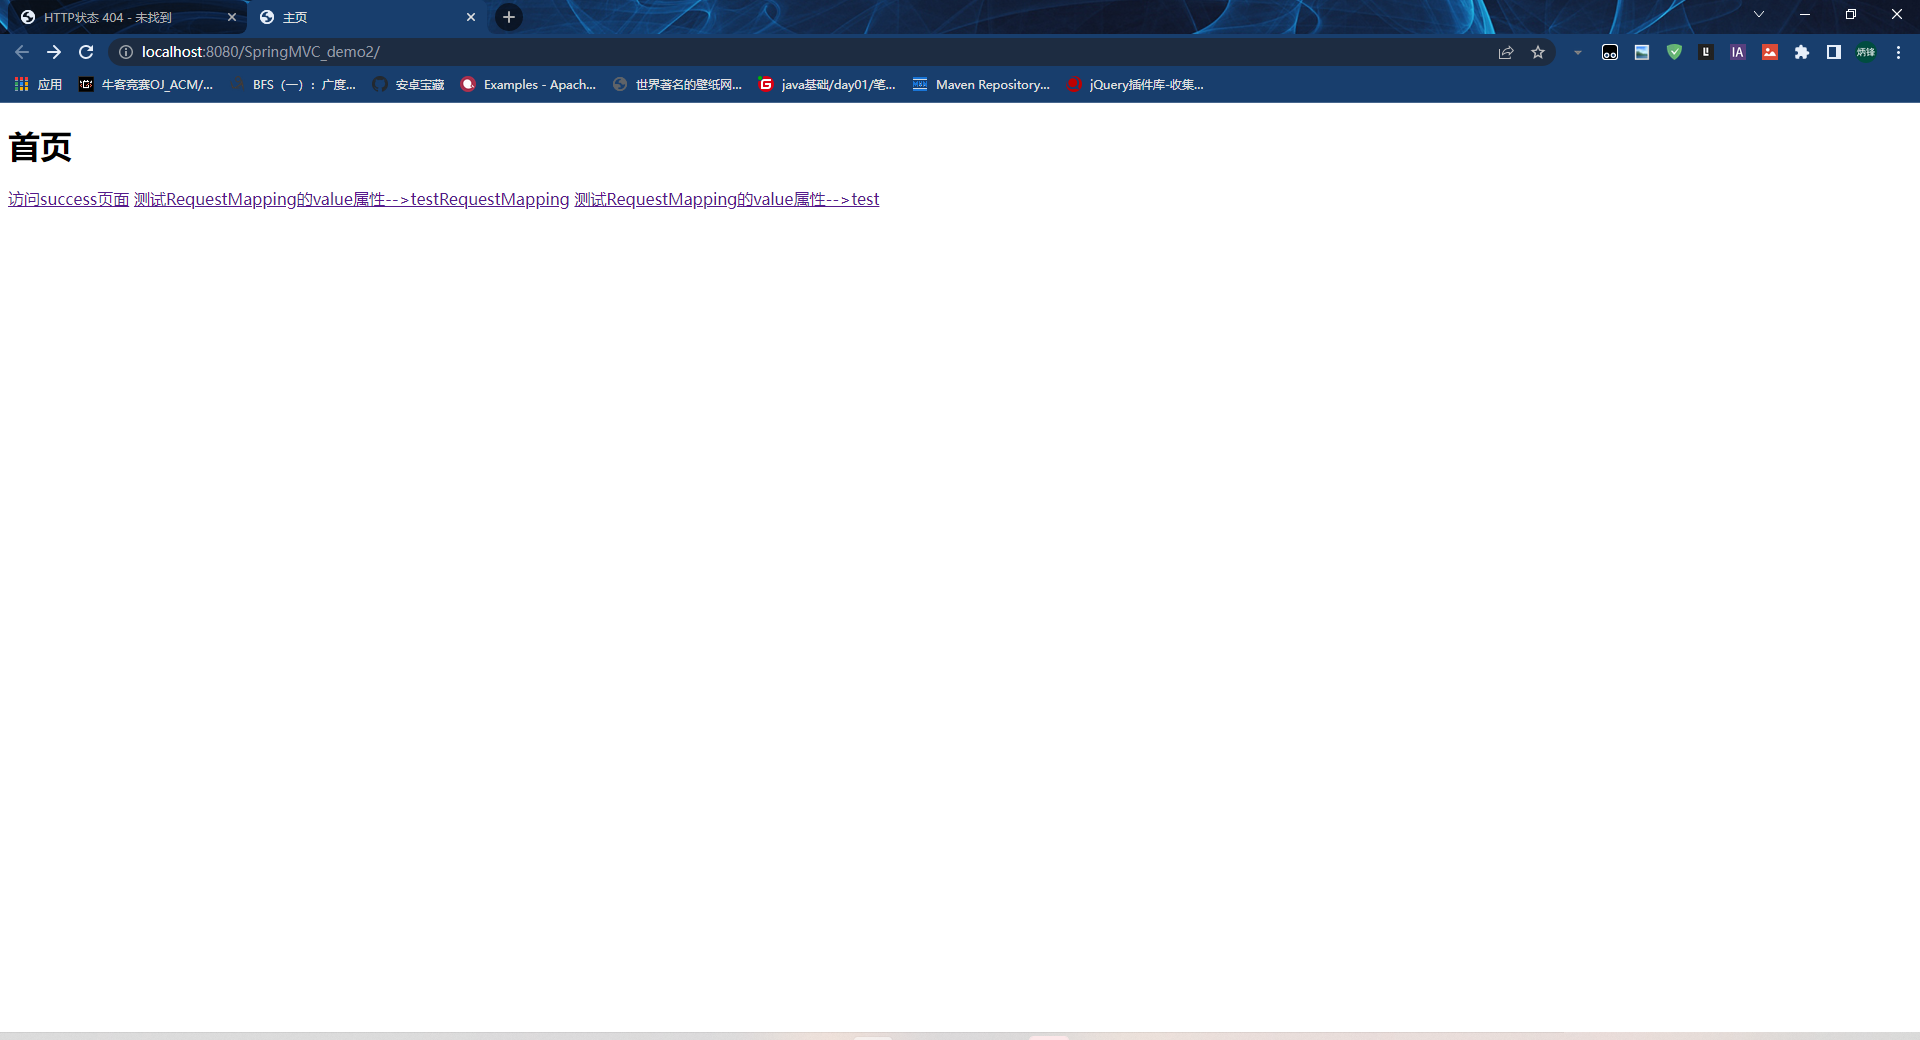 HTTP状态 404 - 未找到
主页
localhost:8080/SpringMVC_demo2/
应用 牛客竞赛OJ_ACM/... BFS（一）：广度... 安卓宝藏 Examples - Apach... 世界著名的壁纸网... java基础/day01/笔... Maven Repository... jQuery插件库-收集...
首页
访问success页面 测试RequestMapping的value属性-->testRequestMapping 测试RequestMapping的value属性-->test